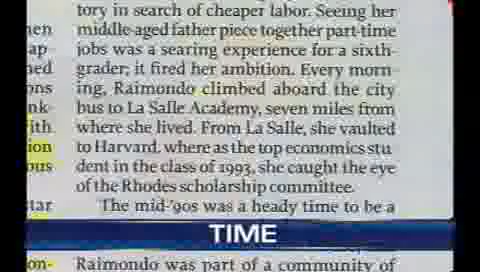 tory in search of cheaper labor. Seeing her
middle-aged father piece together part-time
jobs was a searing experience for a sixth-
grader; it fired her ambition. Every morn-
ing, Raimondo climbed aboard the city
bus to La Salle Academy, seven miles from
where she lived. From La Salle, she vaulted
to Harvard, where as the top economics stu
dent in the class of 1993, she caught the eye
of the Rhodes scholarship committee.
The mid-'90s was a heady time to be a
Raimondo was part of a community of
TIME